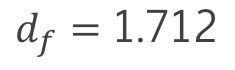 d_f = 1.712